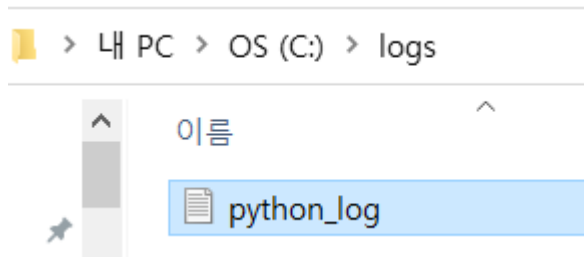 > 내 PC > OS (C:) > logs
이름
python_log